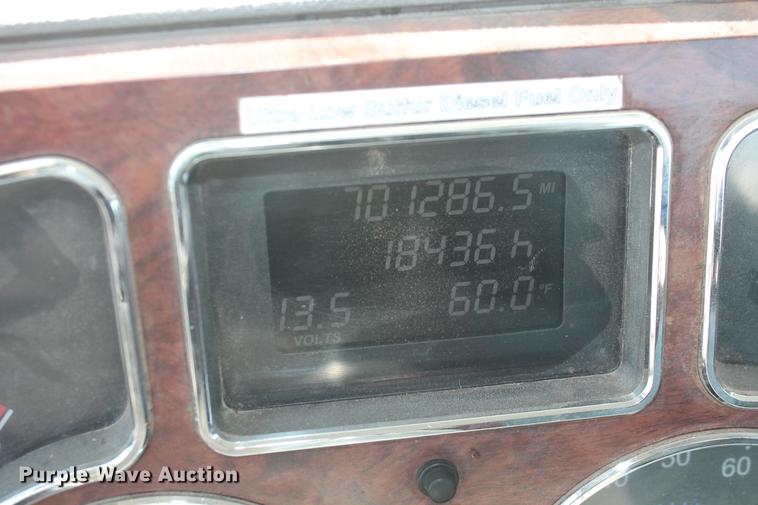 Ultra Low Sulfur Diesel Fuel Only
701286.5 MI
18436 h
13.5 60.0 °F
VOLTS
30 60
Purple Wave Auction